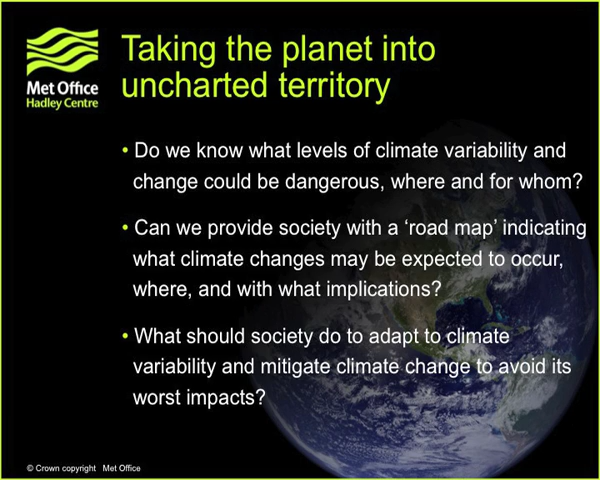 Met Office
Hadley Centre
Taking the planet into
uncharted territory
• Do we know what levels of climate variability and
change could be dangerous, where and for whom?
• Can we provide society with a ‘road map’ indicating
what climate changes may be expected to occur,
where, and with what implications?
• What should society do to adapt to climate
variability and mitigate climate change to avoid its
worst impacts?
© Crown copyright Met Office